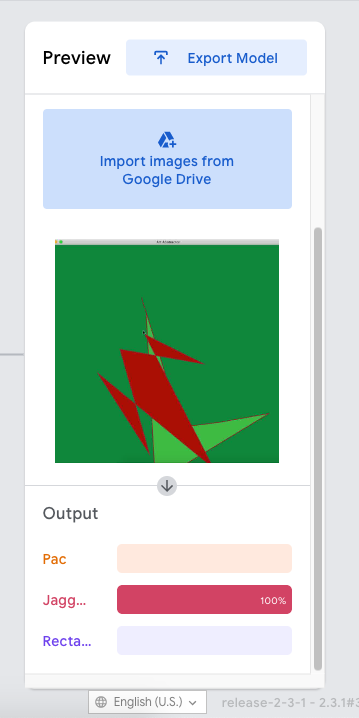 Preview
Export Model
Import images from
Google Drive
Output
Pac
Jagg...
100%
Recta...
English (U.S.)
release-2-3-1 - 2.3.1#